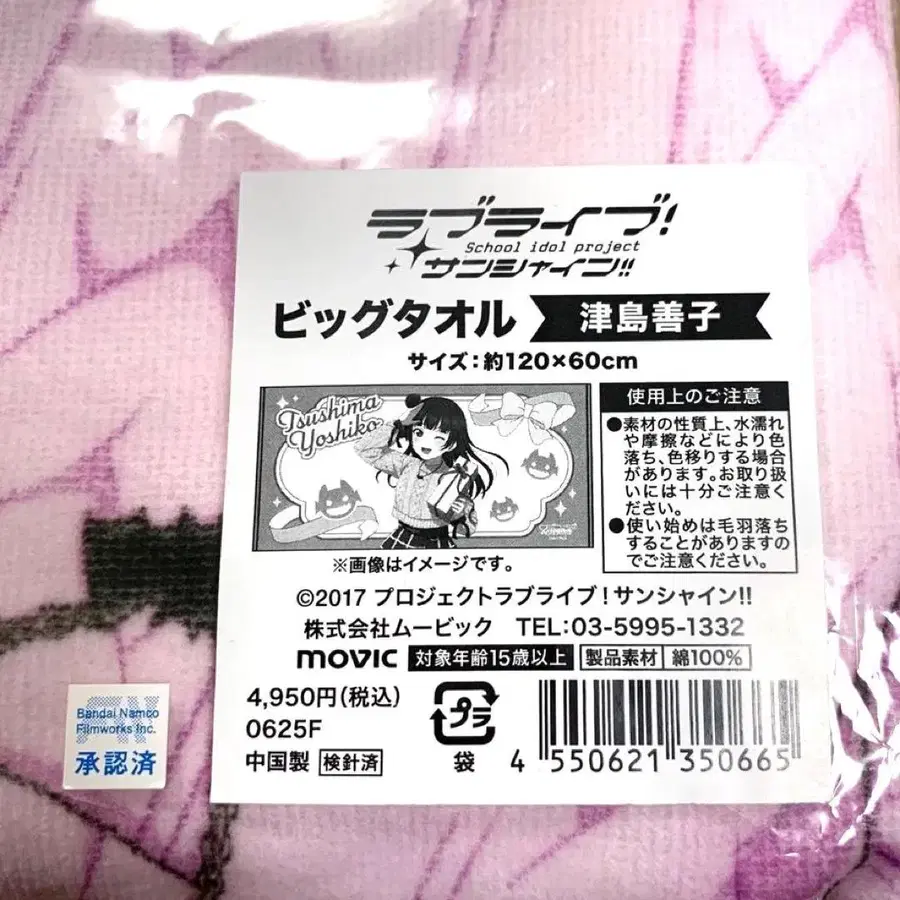 ラブライブ!
School idol project
サンシャイン!!
ビッグタオル 津島善子
サイズ:約120×60cm
Tsushima
Yoshiko
使用上のご注意
●素材の性質上、水濡れ
や摩擦などにより色
落ち、色移りする場合
があります。お取り扱
いには十分ご注意く
ださい。
●使い始めは毛羽落ち
することがありますの
でご注意ください。
※画像はイメージです。
©2017 プロジェクトラブライブ!サンシャイン!!
株式会社ムービック TEL:03-5995-1332
movic 対象年齢15歳以上 製品素材 綿100%
4,950円(税込)
0625F
中国製 検針済
プラ
袋
4 550621 350665
Bandai Namco
Filmworks Inc.
承認済